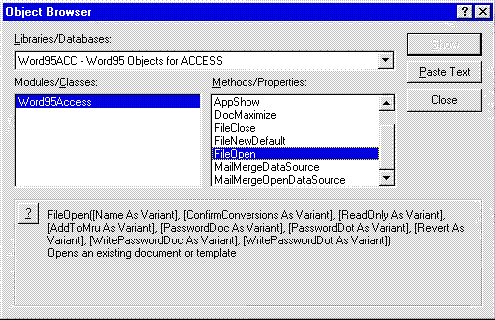 Object Browser
Libraries/Databases:
Word95ACC - Word95 Objects for ACCESS
Show
Paste Text
Close
Modules/Classes:
Word95Access
Methods/Properties:
AppShow
DocMaximize
FileClose
FileNewDefault
FileOpen
MailMergeDataSource
MailMergeOpenDataSource
?
FileOpen([Name As Variant], [ConfirmConversions As Variant], [ReadOnly As Variant],
[AddToMru As Variant], [PasswordDoc As Variant], [PasswordDot As Variant], [Revert As
Variant], [WritePasswordDoc As Variant], [WritePasswordDot As Variant])
Opens an existing document or template